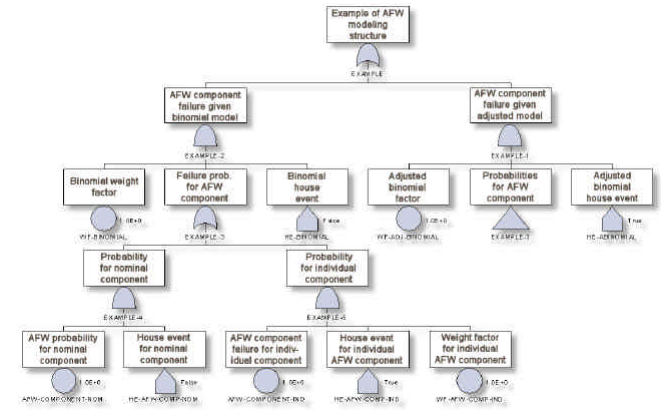 Example of AFW
modeling
structure
EXAMPLE
AFW component
failure given
binomial model
EXAMPLE-2
AFW component
failure given
adjusted model
EXAMPLE-1
Binomial weight
factor
1.0E+0
WF-BINOMIAL
Failure prob.
for AFW
component
EXAMPLE-3
Binomial
house
event
False
HE-BINOMIAL
Adjusted
binomial
factor
1.0E+0
WF-ADJ-BINOMIAL
Probabilities
for AFW
component
EXAMPLE-3
Adjusted
binomial
house event
True
Probability
for nominal
component
EXAMPLE-4
Probability
for individual
component
EXAMPLE-5
AFW probability
for nominal
component
1.0E+0
AFW-COMPONENT-NOM
House event
for nominal
component
False
HE-AFW-COMP-NOM
AFW component
failure for indiv-
idual component
1.0E+0
AFW-COMPONENT-IND
House event
for individual
AFW component
True
HE-AFW-COMP-INS
Weight factor
for individual
AFW component
1.0E+0
WF-AFW-COMP-IND